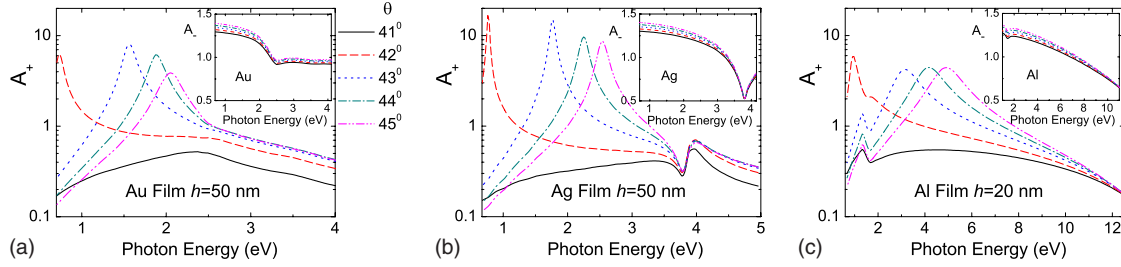 10
1
0.1
A₊
1 2 3 4
Photon Energy (eV)
Au Film h=50 nm
(a)
1.5
1.0
0.5
A₋
Au
1 2 3 4
Photon Energy (eV)
θ
41⁰
42⁰
43⁰
44⁰
45⁰
10
1
0.1
A₊
1 2 3 4 5
Photon Energy (eV)
Ag Film h=50 nm
(b)
1.5
1.0
0.5
A₋
Ag
1 2 3 4
Photon Energy (eV)
10
1
0.1
A₊
2 4 6 8 10 12
Photon Energy (eV)
Al Film h=20 nm
(c)
1.5
1.0
0.5
A₋
Al
2 4 6 8 10
Photon Energy (eV)